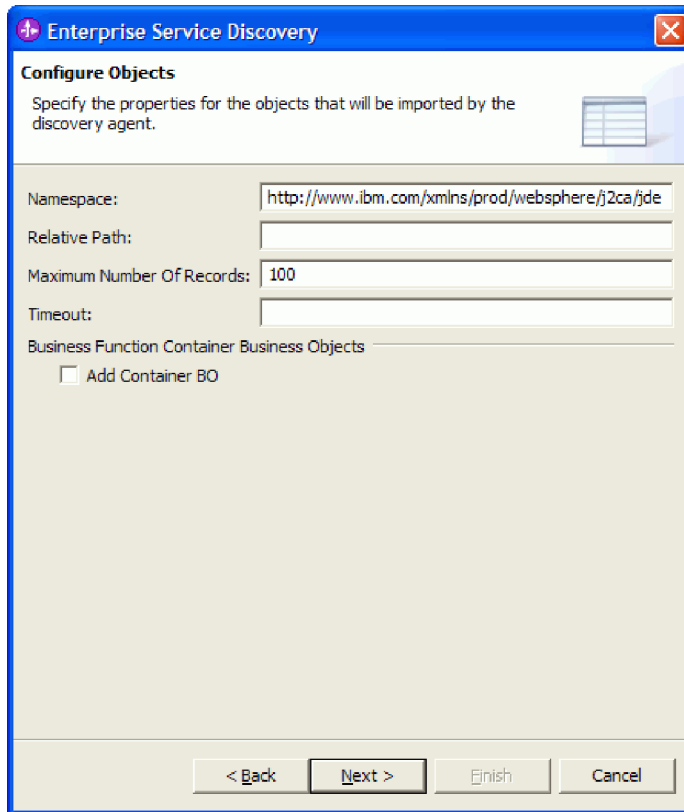 Enterprise Service Discovery
Configure Objects
Specify the properties for the objects that will be imported by the
discovery agent.
Namespace: http://www.ibm.com/xmlns/prod/websphere/j2ca/jde
Relative Path:
Maximum Number Of Records: 100
Timeout:
Business Function Container Business Objects
Add Container BO
< Back Next > Finish Cancel